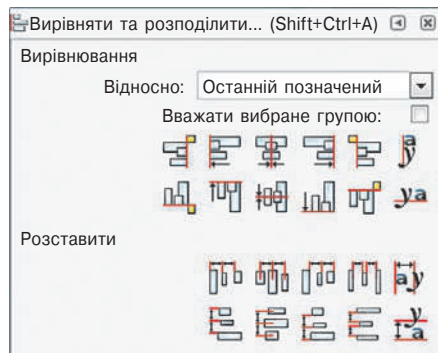 Вирівняти та розподілити... (Shift+Ctrl+A)
Вирівнювання
Відносно: Останній позначений
Вважати вибране групою:
Розставити